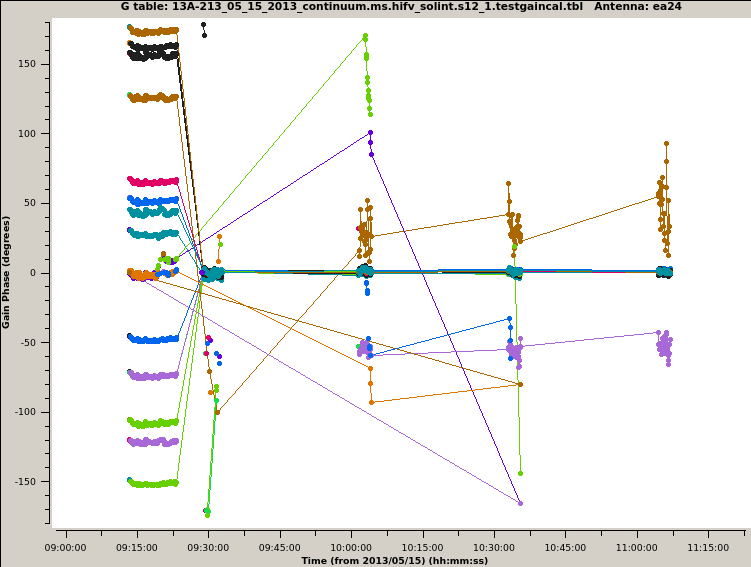 G table: 13A-213_05_15_2013_continuum.ms.hifv_solint.s12_1.testgaincal.tbl   Antenna: ea24
150
100
50
0
-50
-100
-150
Gain Phase (degrees)
09:00:00 09:15:00 09:30:00 09:45:00 10:00:00 10:15:00 10:30:00 10:45:00 11:00:00 11:15:00
Time (from 2013/05/15) (hh:mm:ss)